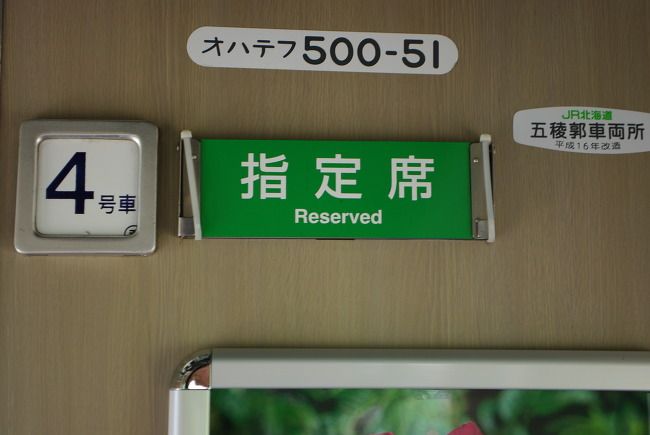 オハテフ500-51
JR北海道
五稜郭車両所
平成16年改造
4号車
指定席
Reserved